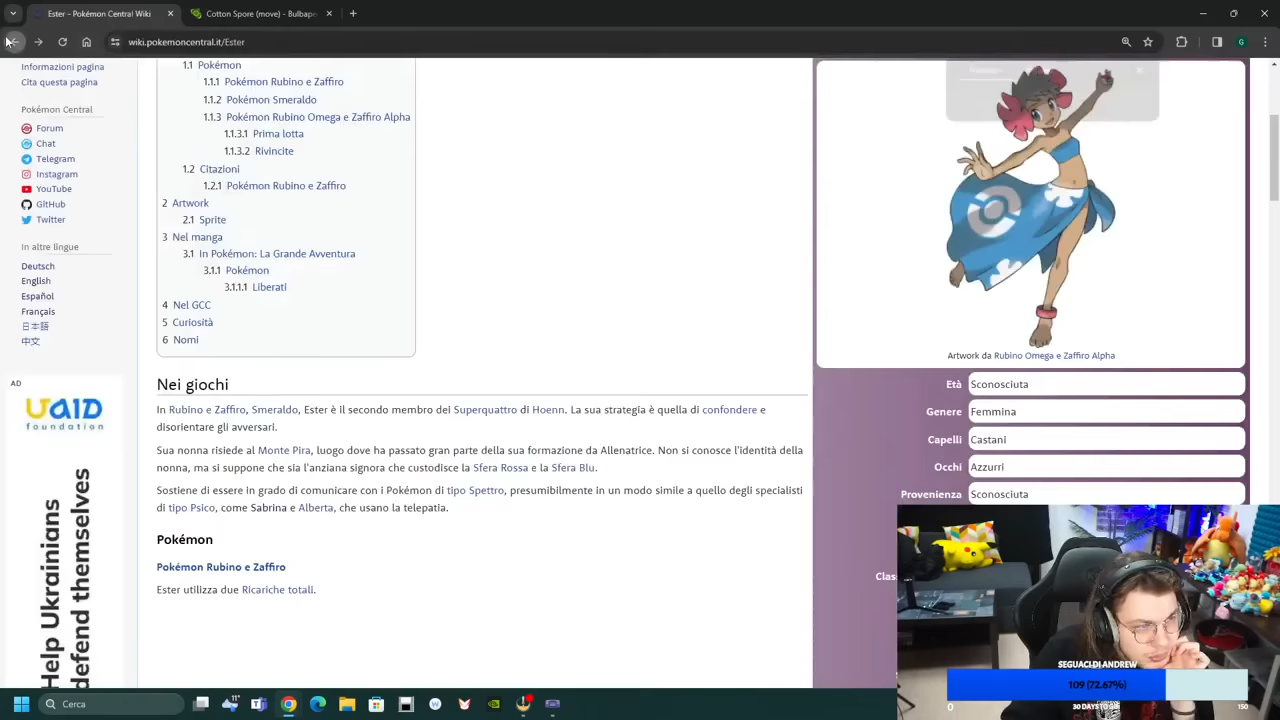 Ester - Pokémon Central Wiki
Cotton Spore (move) - Bulbape
wiki.pokemoncentral.it/Ester
Informazioni pagina
Cita questa pagina
Pokémon Central
Forum
Chat
Telegram
Instagram
YouTube
GitHub
Twitter
In altre lingue
Deutsch
English
Español
Français
日本語
中文
AD
UAID
foundation
Help Ukrainians
defend themselves
1.1 Pokémon
1.1.1 Pokémon Rubino e Zaffiro
1.1.2 Pokémon Smeraldo
1.1.3 Pokémon Rubino Omega e Zaffiro Alpha
1.1.3.1 Prima lotta
1.1.3.2 Rivincite
1.2 Citazioni
1.2.1 Pokémon Rubino e Zaffiro
2 Artwork
2.1 Sprite
3 Nel manga
3.1 In Pokémon: La Grande Avventura
3.1.1 Pokémon
3.1.1.1 Liberati
4 Nel GCC
5 Curiosità
6 Nomi
Nei giochi
In Rubino e Zaffiro, Smeraldo, Ester è il secondo membro dei Superquattro di Hoenn. La sua strategia è quella di confondere e
disorientare gli avversari.
Sua nonna risiede al Monte Pira, luogo dove ha passato gran parte della sua formazione da Allenatrice. Non si conosce l'identità della
nonna, ma si suppone che sia l'anziana signora che custodisce la Sfera Rossa e la Sfera Blu.
Sostiene di essere in grado di comunicare con i Pokémon di tipo Spettro, presumibilmente in un modo simile a quello degli specialisti
di tipo Psico, come Sabrina e Alberta, che usano la telepatia.
Pokémon
Pokémon Rubino e Zaffiro
Ester utilizza due Ricariche totali.
Artwork da Rubino Omega e Zaffiro Alpha
Età Sconosciuta
Genere Femmina
Capelli Castani
Occhi Azzurri
Provenienza Sconosciuta
Clas
SEGUACI DI ANDREW
109 (72.67%)
0
30 DAYS TO GO
150
Cerca
11°